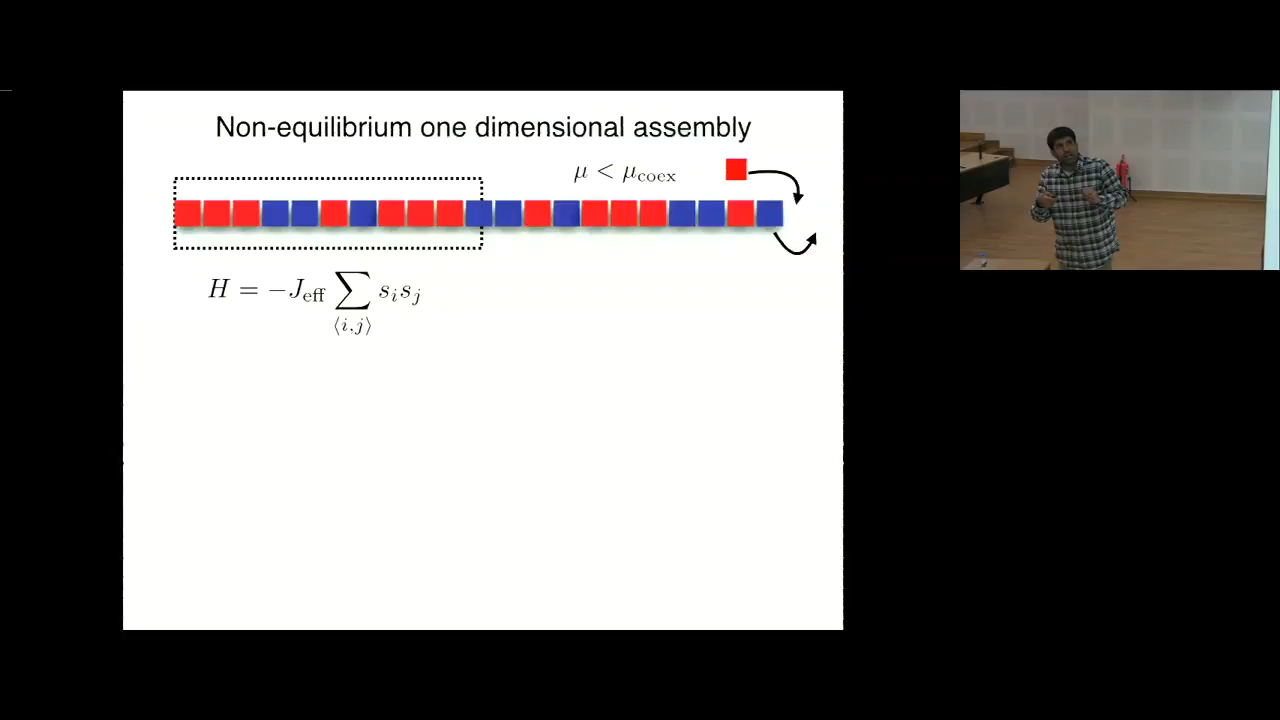 Non-equilibrium one dimensional assembly
μ < μ_coex
H = −J_eff ∑_⟨i,j⟩ s_i s_j